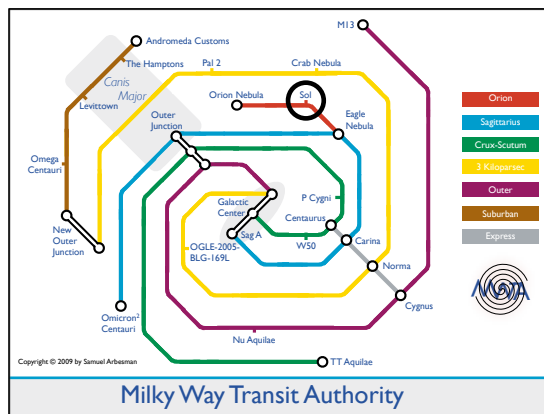 M13
Andromeda Customs
The Hamptons
Pal 2
Crab Nebula
Canis
Major
Levittown
Orion Nebula
Sol
Outer
Junction
Eagle
Nebula
Orion
Sagittarius
Crux-Scutum
3 Kiloparsec
Outer
Suburban
Express
Omega
Centauri
Galactic
Center
P Cygni
Centaurus
Sag A
W50
Carina
New
Outer
Junction
OGLE-2005-
BLG-169L
Norma
Omicron²
Centauri
Cygnus
MWTA
Nu Aquilae
Copyright © 2009 by Samuel Arbesman
TT Aquilae
Milky Way Transit Authority